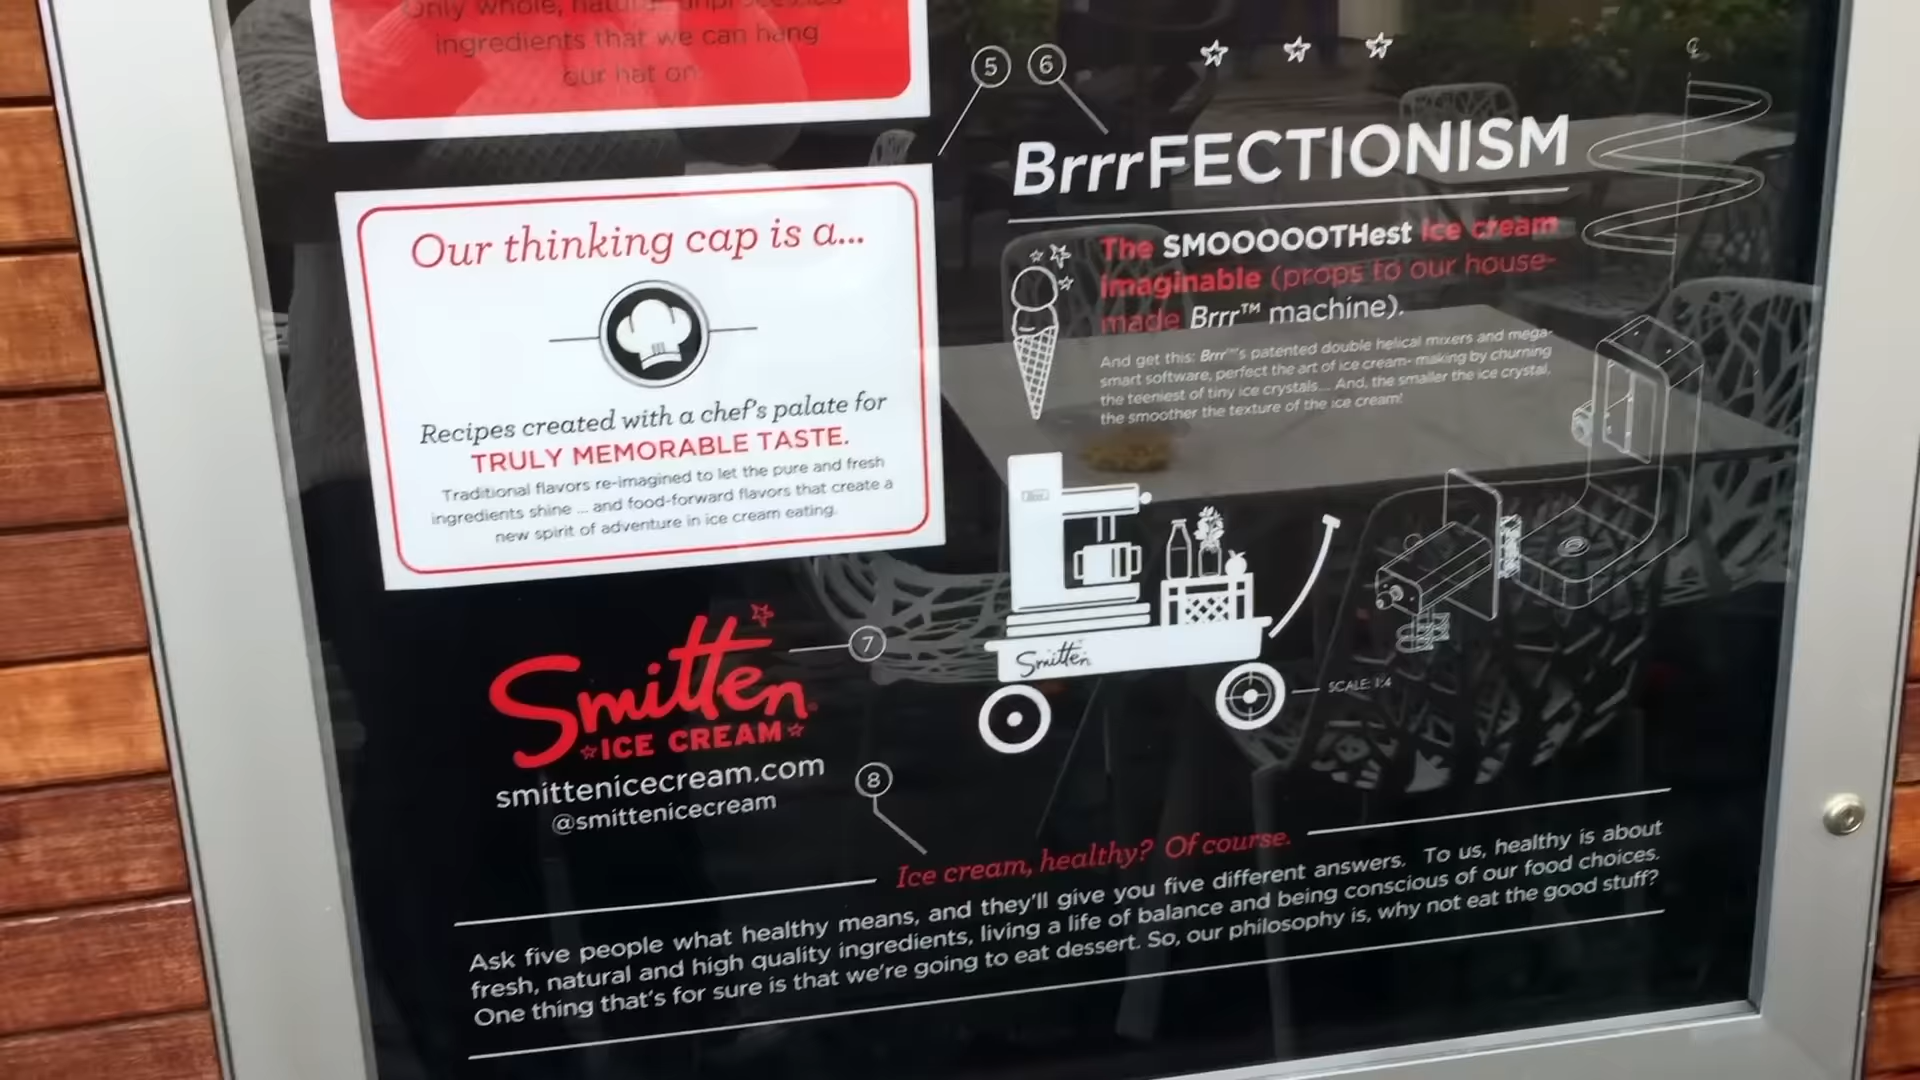 Only whole, natural, unprocessed
ingredients that we can hang
our hat on.
5
6
Our thinking cap is a...
Recipes created with a chef's palate for
TRULY MEMORABLE TASTE.
Traditional flavors re-imagined to let the pure and fresh
ingredients shine ... and food-forward flavors that create a
new spirit of adventure in ice cream eating.
BrrrFECTIONISM
The SMOOOOOTHest ice cream
imaginable (props to our house-
made Brrr™ machine).
And get this: Brrr™'s patented double helical mixers and mega-
smart software, perfect the art of ice cream- making by churning
the teeniest of tiny ice crystals... And, the smaller the ice crystal,
the smoother the texture of the ice cream!
Smitten
SCALE: 1:4
7
Smitten
ICE CREAM
smittenicecream.com
@smittenicecream
8
Ice cream, healthy? Of course.
Ask five people what healthy means, and they'll give you five different answers. To us, healthy is about
fresh, natural and high quality ingredients, living a life of balance and being conscious of our food choices.
One thing that's for sure is that we're going to eat dessert. So, our philosophy is, why not eat the good stuff?